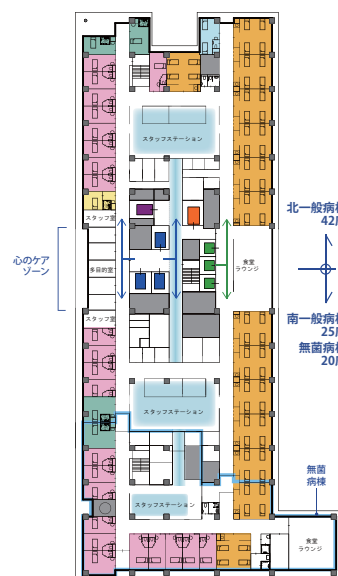 スタッフステーション
北一般病
42
スタッフ室
心のケア
ゾーン
多目的室
食堂
ラウンジ
南一般病
25
無菌病
20
スタッフ室
スタッフステーション
無菌
病棟
スタッフステーション
食堂
ラウンジ